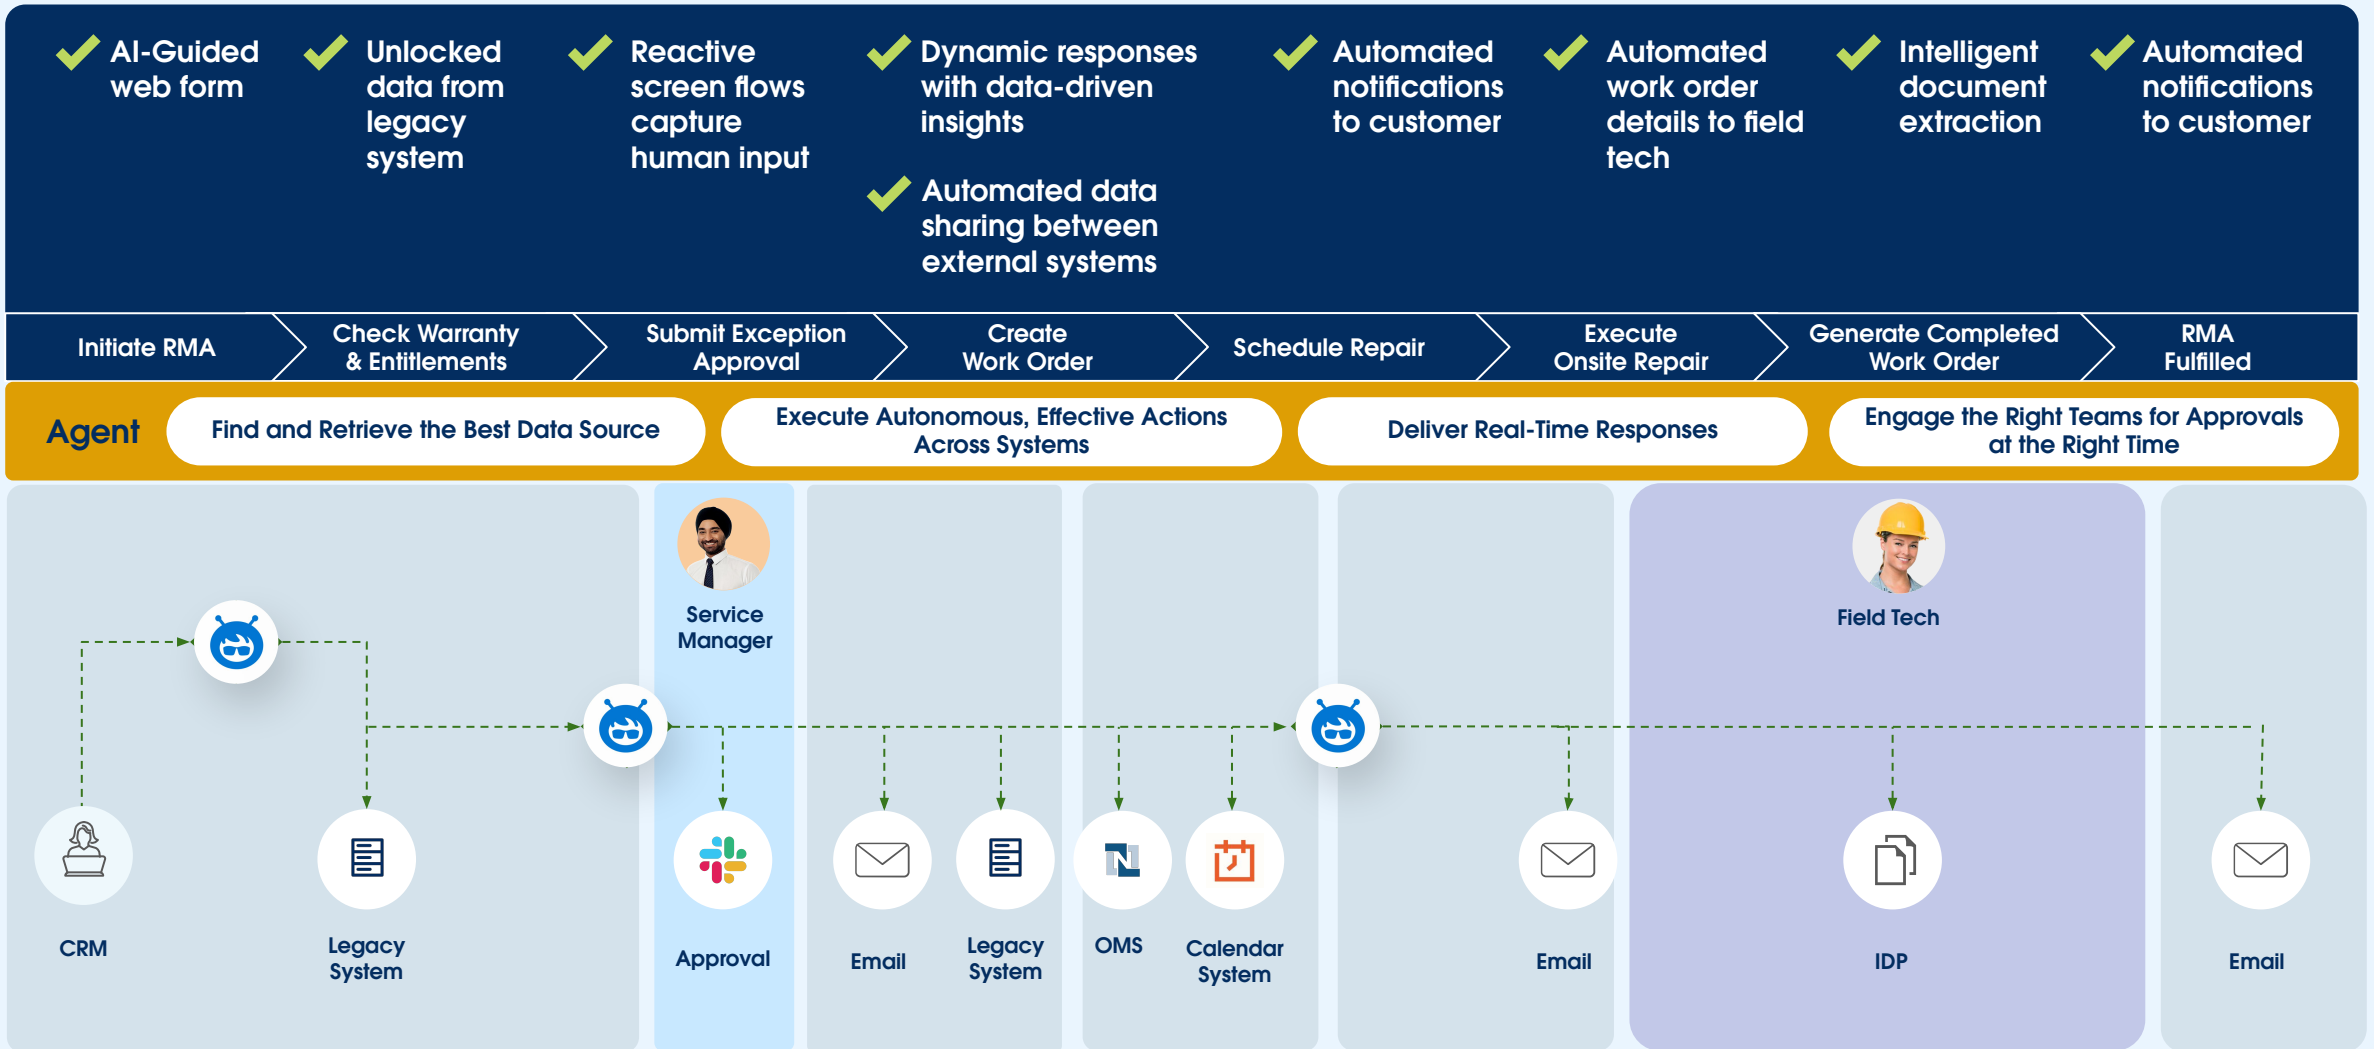 AI-Guided
web form
Unlocked
data from
legacy
system
Reactive
screen flows
capture
human input
Dynamic responses
with data-driven
insights
Automated data
sharing between
external systems
Automated
notifications
to customer
Automated
work order
details to field
tech
Intelligent
document
extraction
Automated
notifications
to customer
Initiate RMA
Check Warranty
& Entitlements
Submit Exception
Approval
Create
Work Order
Schedule Repair
Execute
Onsite Repair
Generate Completed
Work Order
RMA
Fulfilled
Agent
Find and Retrieve the Best Data Source
Execute Autonomous, Effective Actions
Across Systems
Deliver Real-Time Responses
Engage the Right Teams for Approvals
at the Right Time
Service
Manager
Field Tech
N
CRM
Legacy
System
Approval
Email
Legacy
System
OMS
Calendar
System
Email
IDP
Email